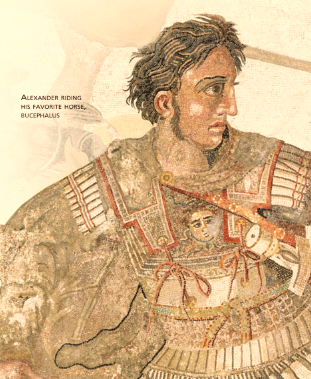 ALEXANDER RIDING
HIS FAVORITE HORSE,
BUCEPHALUS